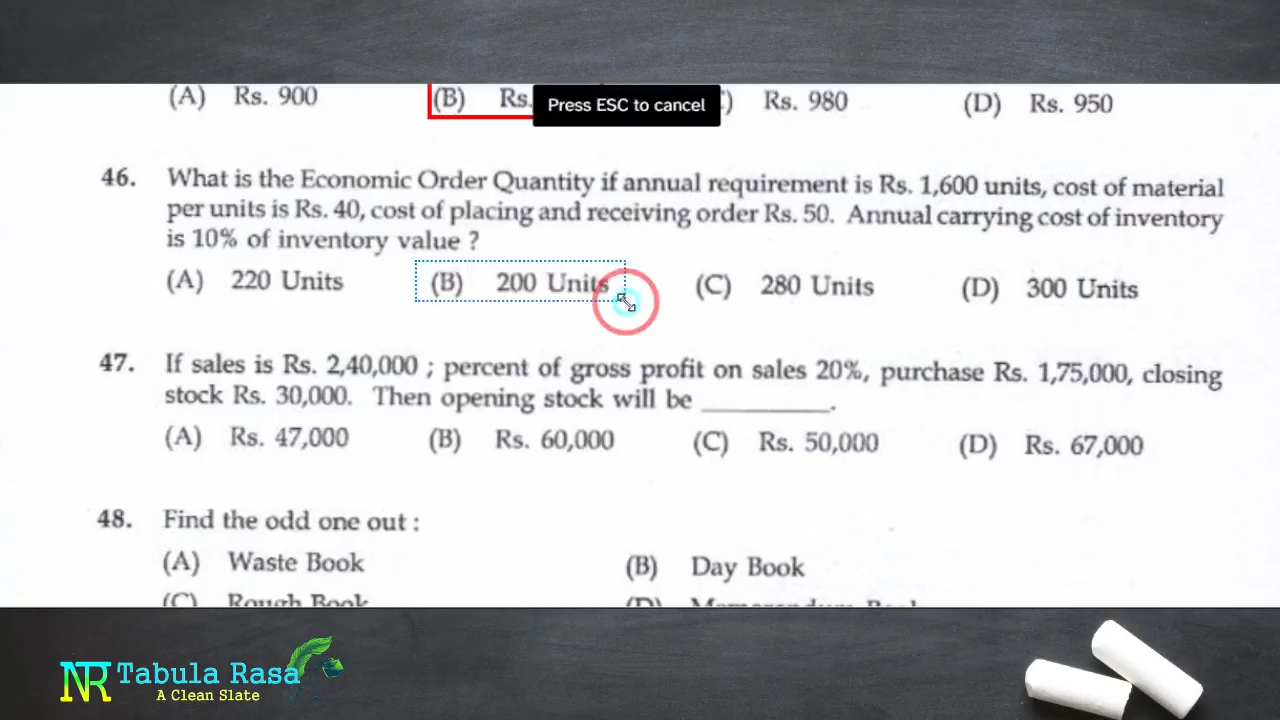 (A) Rs. 900 (B) Rs. ) Rs. 980 (D) Rs. 950
Press ESC to cancel
46. What is the Economic Order Quantity if annual requirement is Rs. 1,600 units, cost of material
per units is Rs. 40, cost of placing and receiving order Rs. 50. Annual carrying cost of inventory
is 10% of inventory value ?
(A) 220 Units (B) 200 Units (C) 280 Units (D) 300 Units
47. If sales is Rs. 2,40,000 ; percent of gross profit on sales 20%, purchase Rs. 1,75,000, closing
stock Rs. 30,000. Then opening stock will be __________.
(A) Rs. 47,000 (B) Rs. 60,000 (C) Rs. 50,000 (D) Rs. 67,000
48. Find the odd one out :
(A) Waste Book (B) Day Book
(C) Rough Book (D) Memorandum Book
NR Tabula Rasa
A Clean Slate